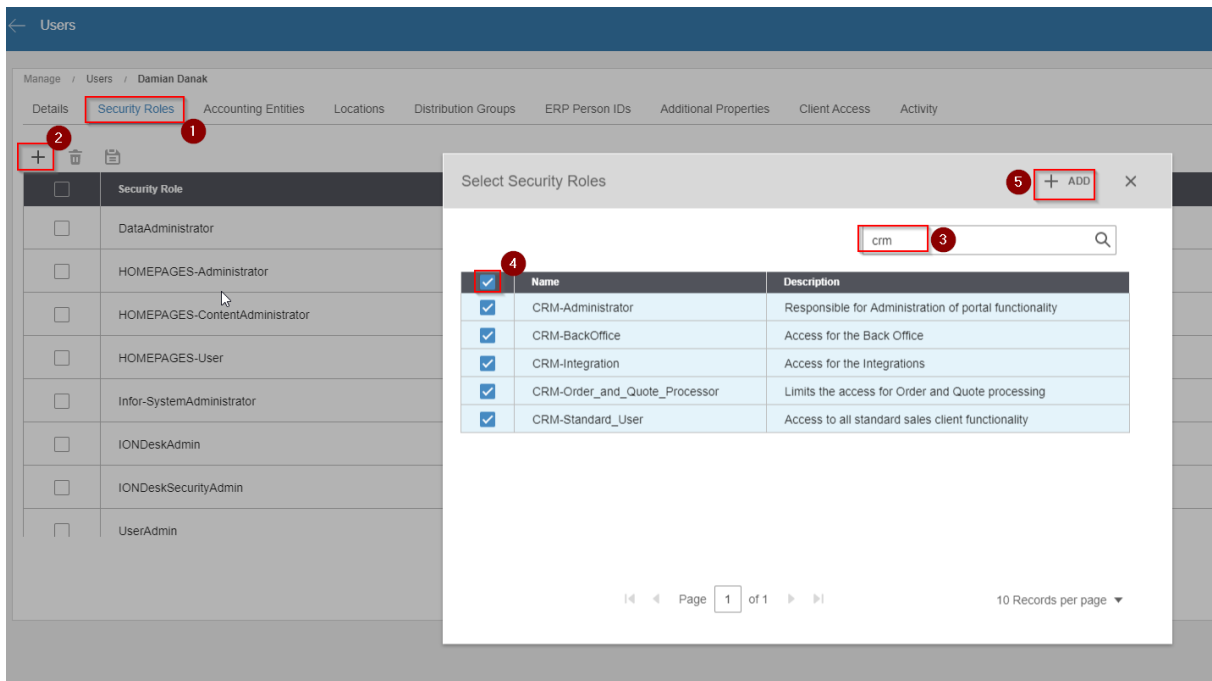 Users
Manage / Users / Damian Danak
Details Security Roles Accounting Entities Locations Distribution Groups ERP Person IDs Additional Properties Client Access Activity
1
2
Security Role
DataAdministrator
HOMEPAGES-Administrator
HOMEPAGES-ContentAdministrator
HOMEPAGES-User
Infor-SystemAdministrator
IONDeskAdmin
IONDeskSecurityAdmin
UserAdmin
Select Security Roles 5 + ADD
crm 3
4
Name Description
CRM-Administrator Responsible for Administration of portal functionality
CRM-BackOffice Access for the Back Office
CRM-Integration Access for the Integrations
CRM-Order_and_Quote_Processor Limits the access for Order and Quote processing
CRM-Standard_User Access to all standard sales client functionality
Page 1 of 1 10 Records per page